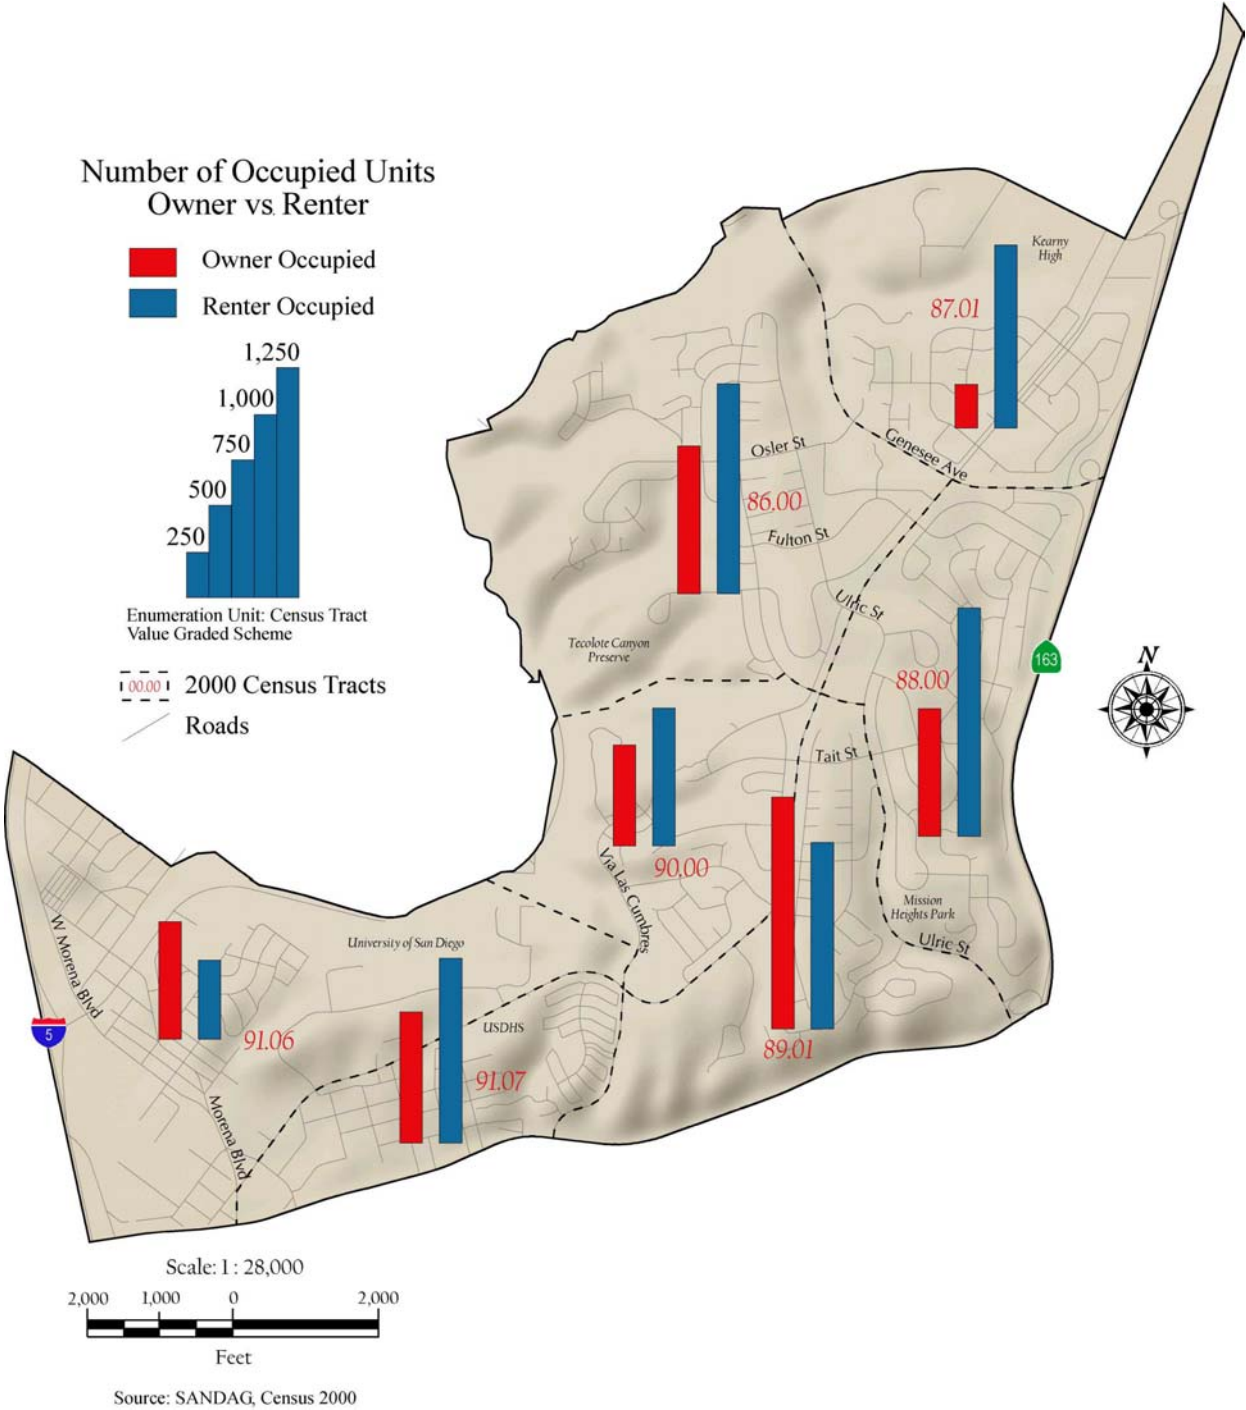 Number of Occupied Units
Owner vs. Renter
Owner Occupied
Renter Occupied
1,250
1,000
750
500
250
Enumeration Unit: Census Tract
Value Graded Scheme
00.00 2000 Census Tracts
Roads
Kearny
High
87.01
Genesee Ave
Osler St
86.00
Fulton St
Ulric St
Tecolote Canyon
Preserve
163
N
88.00
Tait St
90.00
Via Las Cumbres
Mission
Heights Park
Ulric St
W Morena Blvd
University of San Diego
5
91.06
USDHS
89.01
91.07
Morena Blvd
Scale: 1 : 28,000
2,000 1,000 0 2,000
Feet
Source: SANDAG, Census 2000